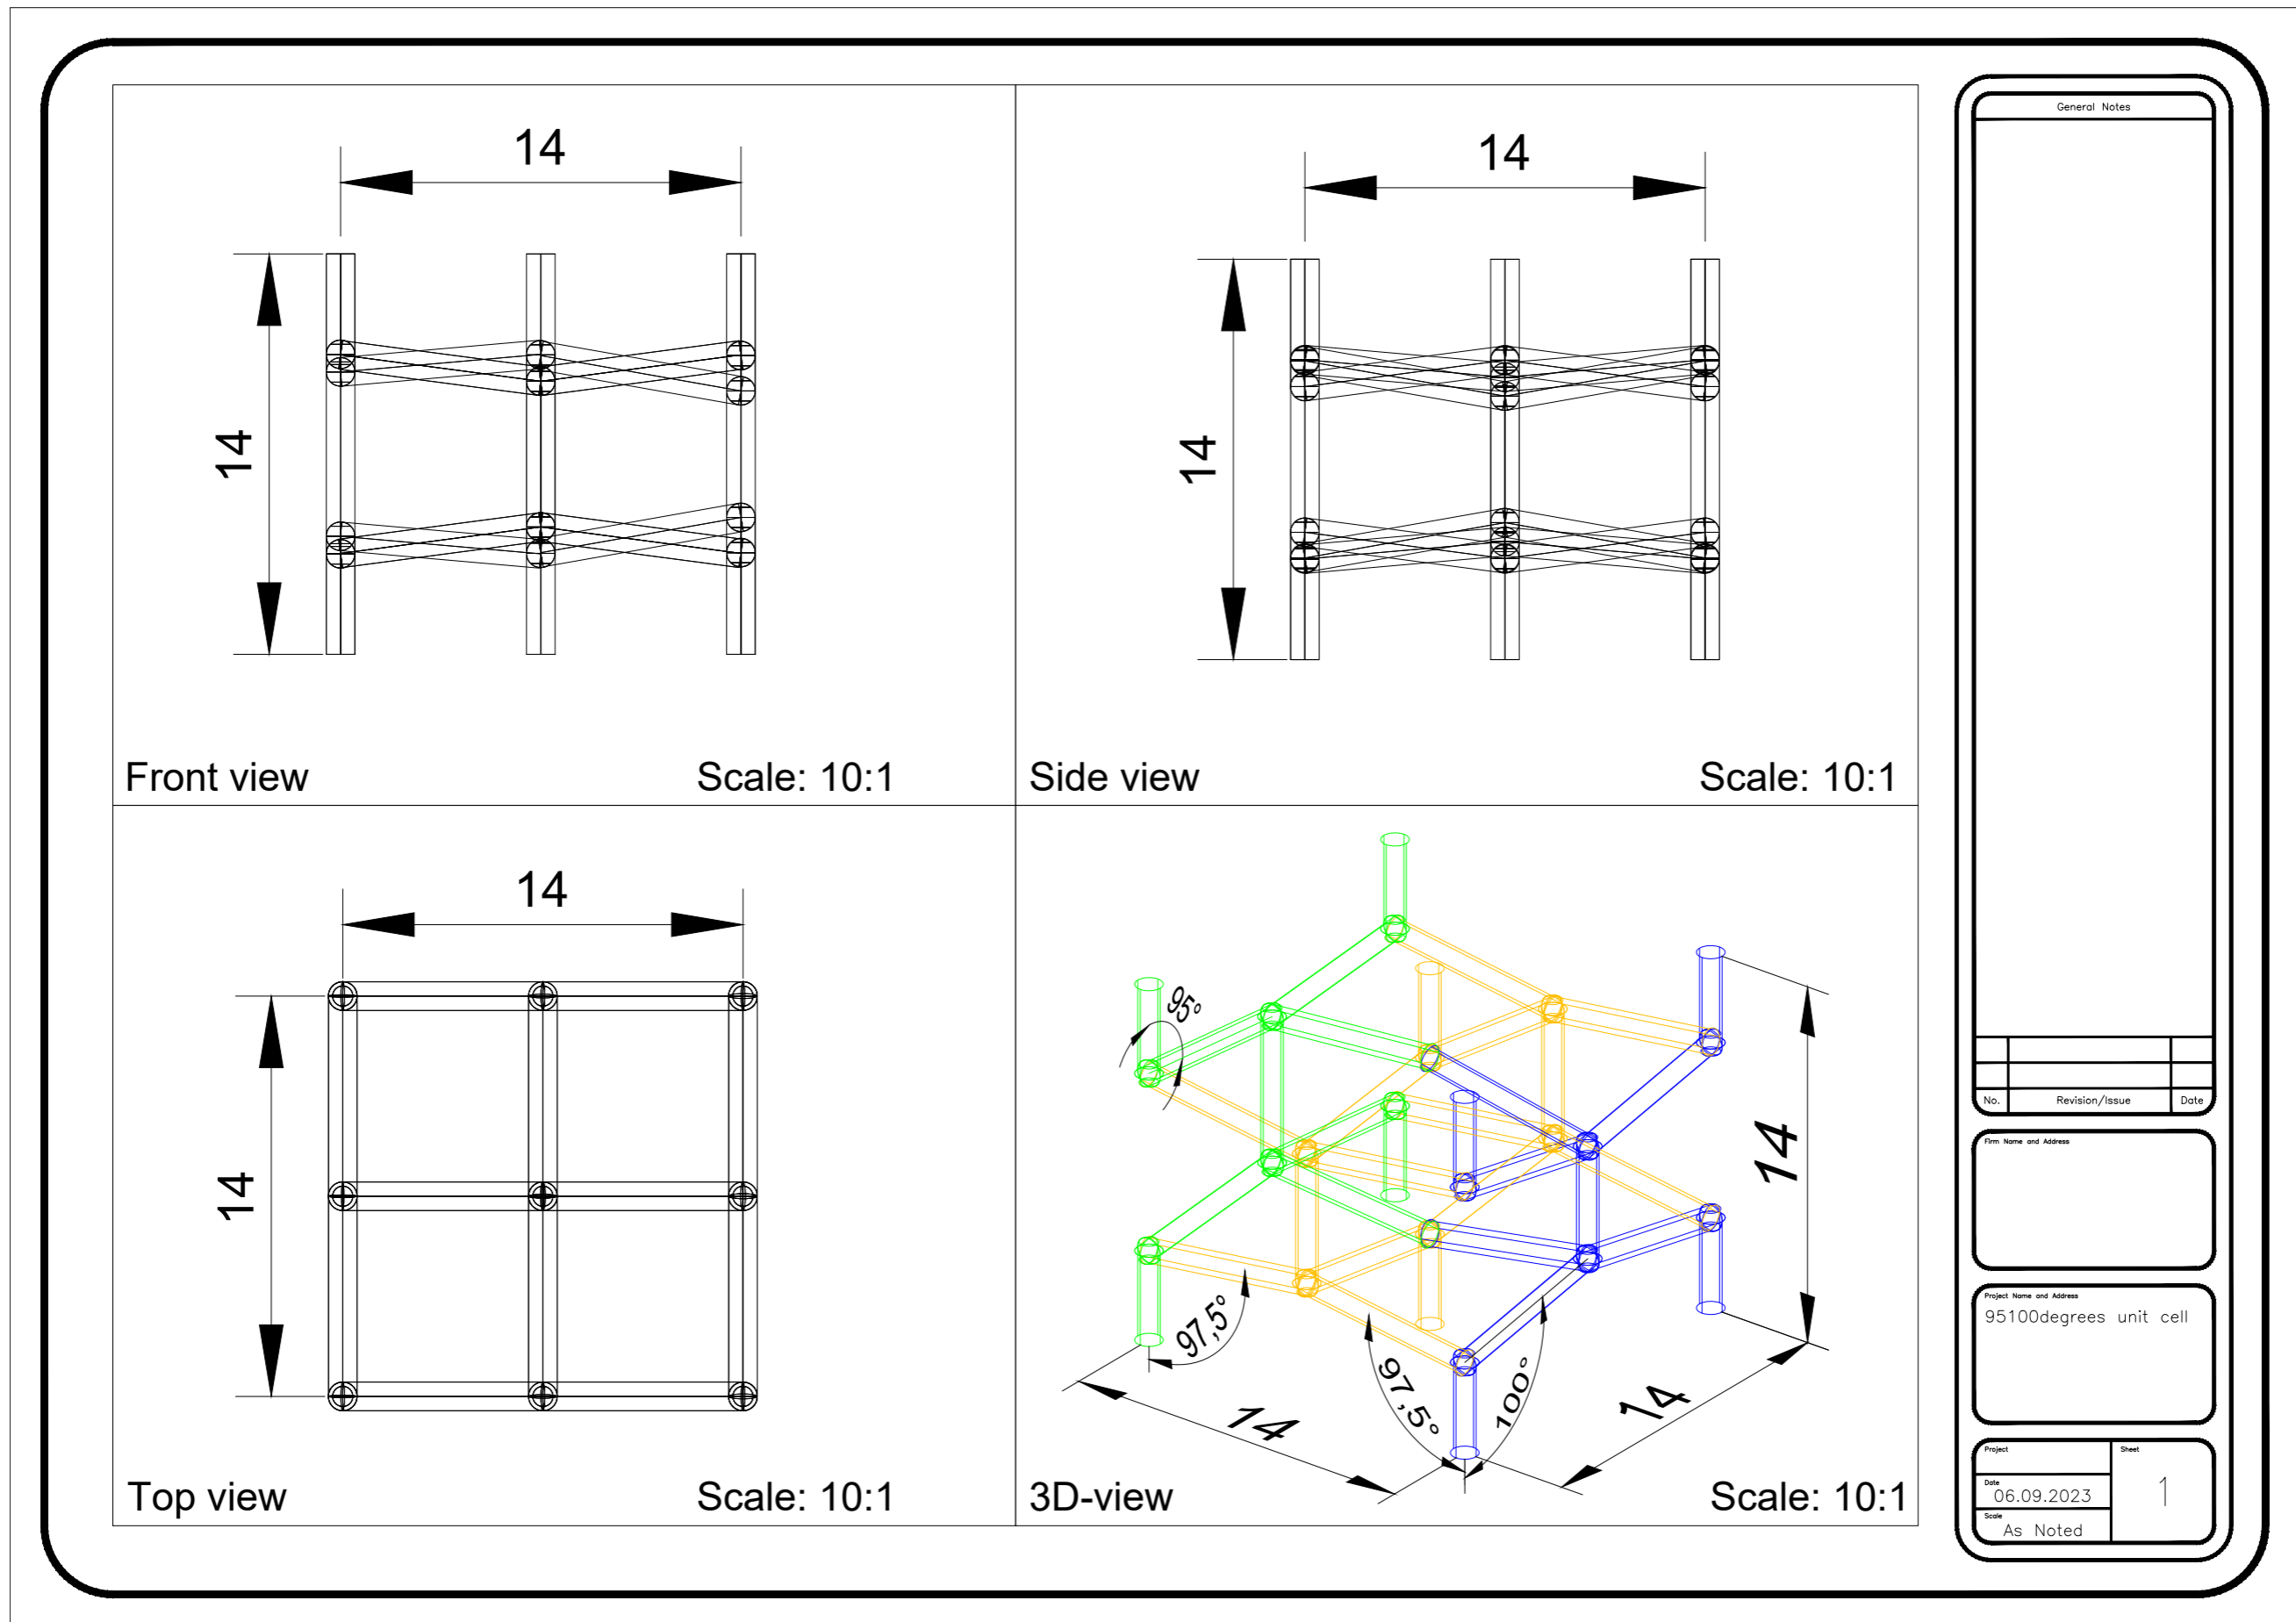 14
14
Front view
Scale: 10:1
14
14
Side view
Scale: 10:1
14
14
Top view
Scale: 10:1
95°
97,5°
97,5°
100°
14
14
14
3D-view
Scale: 10:1
General Notes
No.
Revision/Issue
Date
Firm Name and Address
Project Name and Address
95100degrees unit cell
Project
Sheet
1
Date
06.09.2023
Scale
As Noted